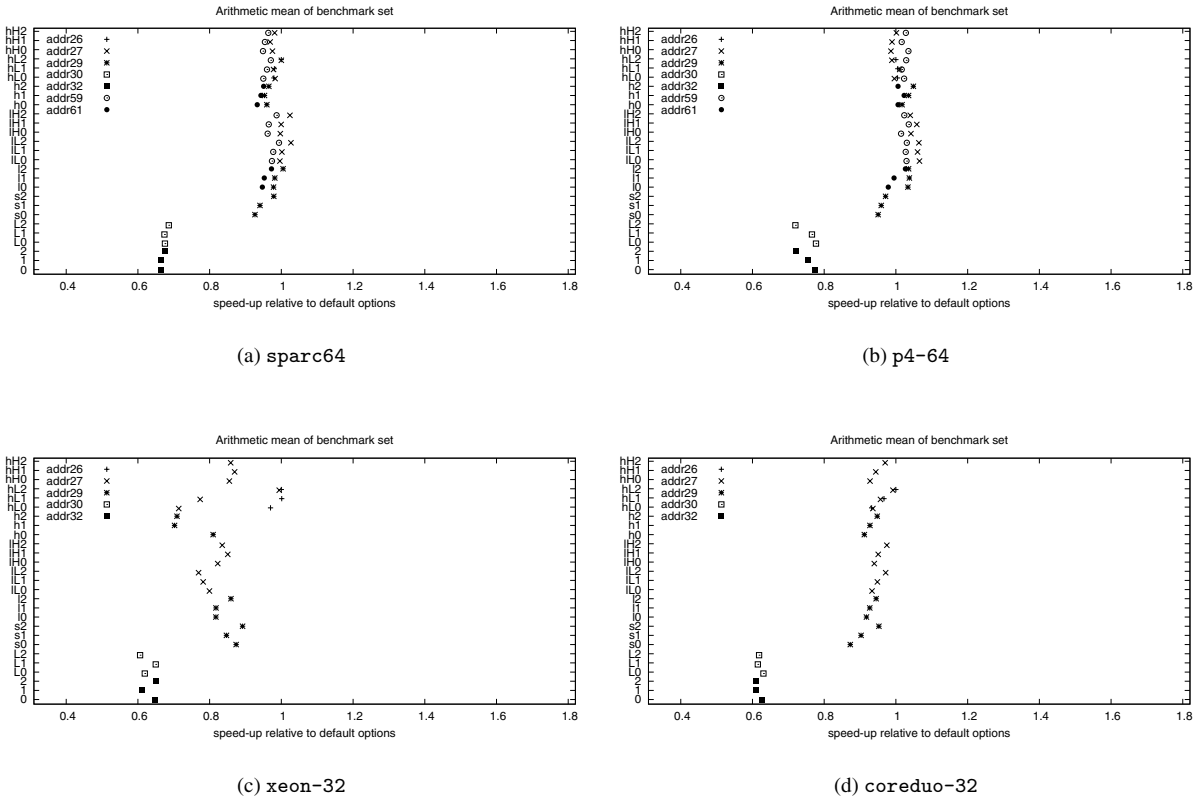 Arithmetic mean of benchmark set
hH2
hH1
hH0
hL2
hL1
hL0
h2
h1
h0
lH2
lH1
lH0
lL2
lL1
lL0
l2
l1
l0
s2
s1
s0
L2
L1
L0
2
1
0
addr26
addr27
addr29
addr30
addr32
addr59
addr61
0.4 0.6 0.8 1 1.2 1.4 1.6 1.8
speed-up relative to default options
(a) sparc64
Arithmetic mean of benchmark set
hH2
hH1
hH0
hL2
hL1
hL0
h2
h1
h0
lH2
lH1
lH0
lL2
lL1
lL0
l2
l1
l0
s2
s1
s0
L2
L1
L0
2
1
0
addr26
addr27
addr29
addr30
addr32
addr59
addr61
0.4 0.6 0.8 1 1.2 1.4 1.6 1.8
speed-up relative to default options
(b) p4-64
Arithmetic mean of benchmark set
hH2
hH1
hH0
hL2
hL1
hL0
h2
h1
h0
lH2
lH1
lH0
lL2
lL1
lL0
l2
l1
l0
s2
s1
s0
L2
L1
L0
2
1
0
addr26
addr27
addr29
addr30
addr32
0.4 0.6 0.8 1 1.2 1.4 1.6 1.8
speed-up relative to default options
(c) xeon-32
Arithmetic mean of benchmark set
hH2
hH1
hH0
hL2
hL1
hL0
h2
h1
h0
lH2
lH1
lH0
lL2
lL1
lL0
l2
l1
l0
s2
s1
s0
L2
L1
L0
2
1
0
addr26
addr27
addr29
addr30
addr32
0.4 0.6 0.8 1 1.2 1.4 1.6 1.8
speed-up relative to default options
(d) coreduo-32